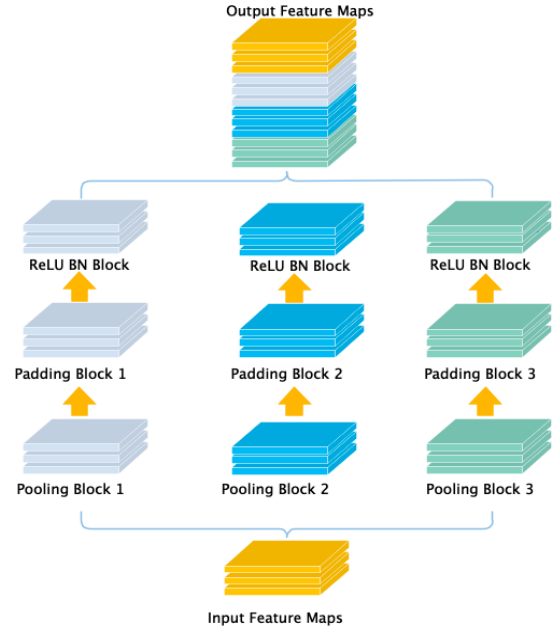 Output Feature Maps
ReLU BN Block
ReLU BN Block
ReLU BN Block
Padding Block 1
Padding Block 2
Padding Block 3
Pooling Block 1
Pooling Block 2
Pooling Block 3
Input Feature Maps